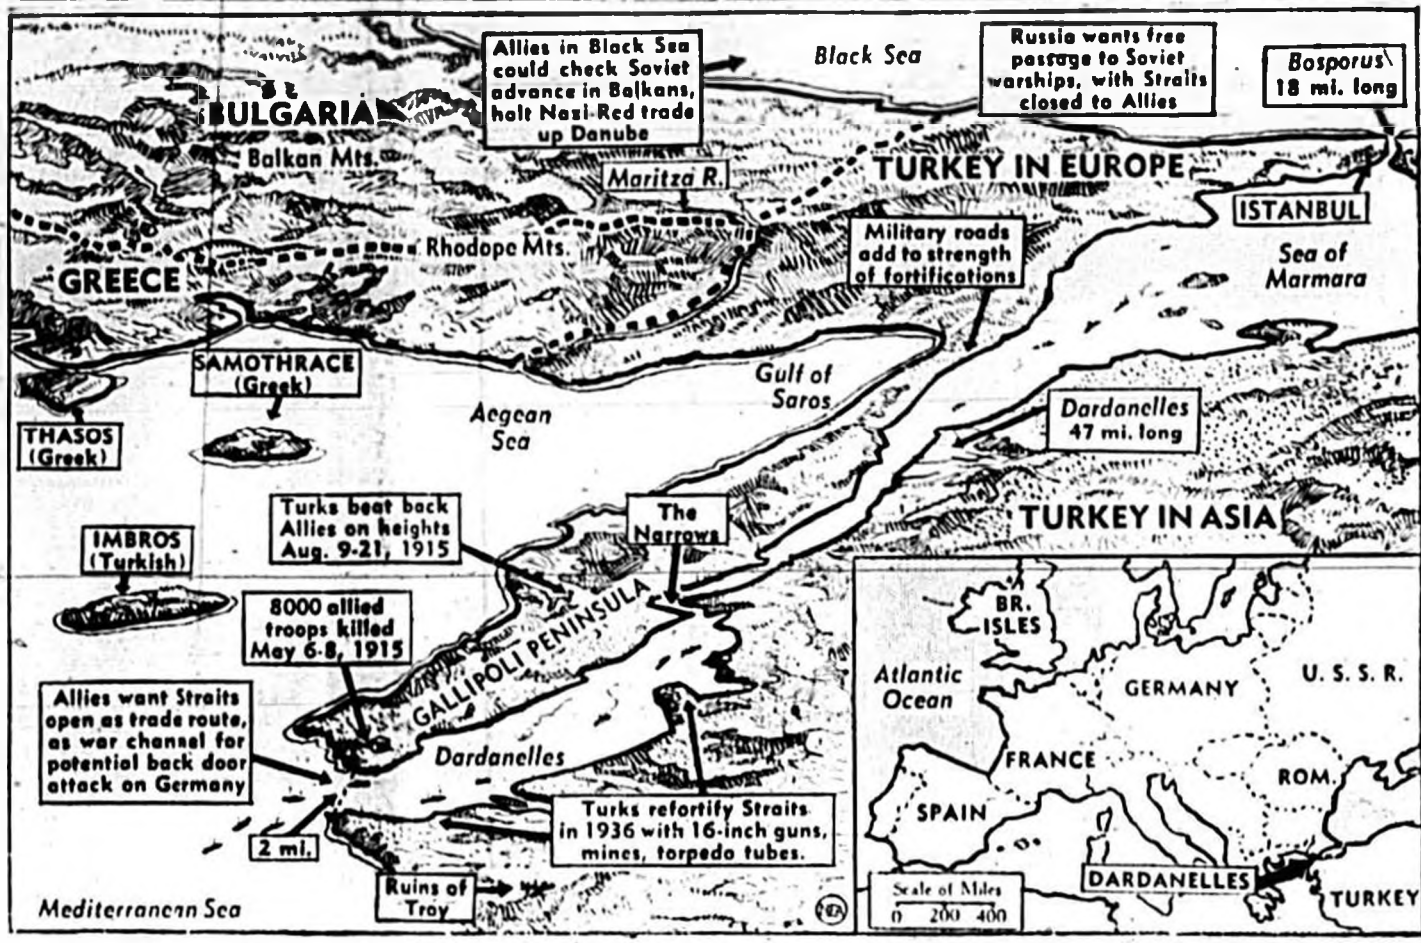 Allies in Black Sea
could check Soviet
advance in Balkans,
halt Nazi-Red trade
up Danube
Black Sea
Russia wants free
passage to Soviet
warships, with Straits
closed to Allies
Bosporus
18 mi. long
BULGARIA
Balkan Mts.
Maritza R.
TURKEY IN EUROPE
ISTANBUL
Rhodope Mts.
Military roads
add to strength
of fortifications
Sea of
Marmara
GREECE
SAMOTHRACE
(Greek)
Gulf of
Saros
Aegean
Sea
Dardanelles
47 mi. long
THASOS
(Greek)
Turks beat back
Allies on heights
Aug. 9-21, 1915
The
Narrows
TURKEY IN ASIA
IMBROS
(Turkish)
8000 allied
troops killed
May 6-8, 1915
GALLIPOLI PENINSULA
Allies want Straits
open as trade route,
as war channel for
potential back door
attack on Germany
Dardanelles
2 mi.
Turks refortify Straits
in 1936 with 16-inch guns,
mines, torpedo tubes.
Ruins of
Troy
Mediterranean Sea
NEA
BR.
ISLES
Atlantic
Ocean
GERMANY
U. S. S. R.
FRANCE
ROM.
SPAIN
DARDANELLES
TURKEY
Scale of Miles
0 200 400